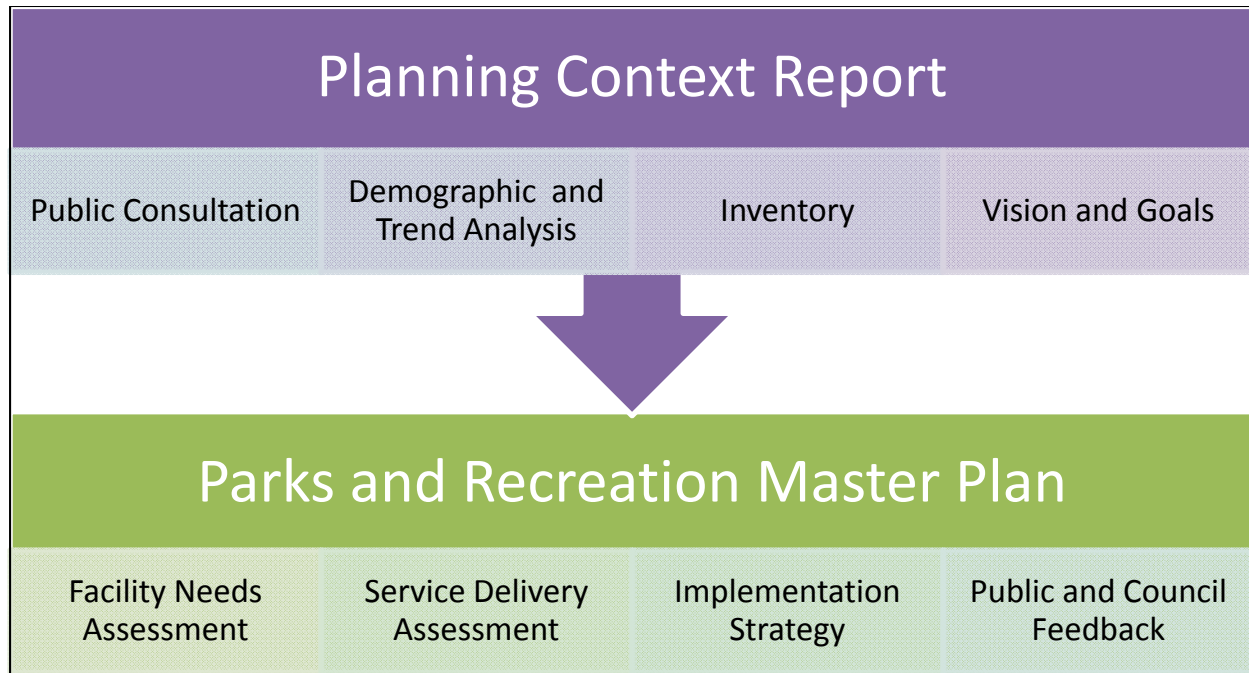 Planning Context Report
Public Consultation
Demographic and
Trend Analysis
Inventory
Vision and Goals
Parks and Recreation Master Plan
Facility Needs
Assessment
Service Delivery
Assessment
Implementation
Strategy
Public and Council
Feedback